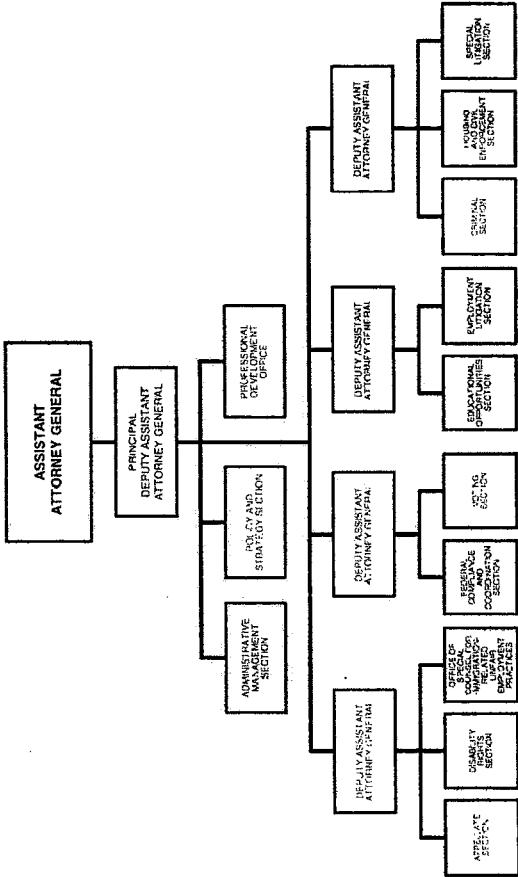 ASSISTANT
ATTORNEY GENERAL
PRINCIPAL
DEPUTY ASSISTANT
ATTORNEY GENERAL
ADMINISTRATIVE
MANAGEMENT
SECTION
POLICY AND
STRATEGY SECTION
PROFESSIONAL
DEVELOPMENT
OFFICE
DEPUTY ASSISTANT
ATTORNEY GENERAL
DEPUTY ASSISTANT
ATTORNEY GENERAL
DEPUTY ASSISTANT
ATTORNEY GENERAL
DEPUTY ASSISTANT
ATTORNEY GENERAL
APPELLATE
SECTION
DISABILITY
RIGHTS
SECTION
OFFICE OF
SPECIAL
COUNSEL FOR
IMMIGRATION-
RELATED
UNFAIR
EMPLOYMENT
PRACTICES
FEDERAL
COMPLIANCE
AND
COORDINATION
SECTION
VOTING
SECTION
EDUCATIONAL
OPPORTUNITIES
SECTION
EMPLOYMENT
LITIGATION
SECTION
CRIMINAL
SECTION
HOUSING
AND CIVIL
ENFORCEMENT
SECTION
SPECIAL
LITIGATION
SECTION